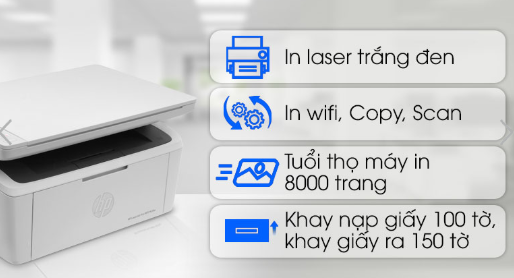 In laser trắng đen
In wifi, Copy, Scan
Tuổi thọ máy in
8000 trang
Khay nạp giấy 100 tờ,
khay giấy ra 150 tờ
hp